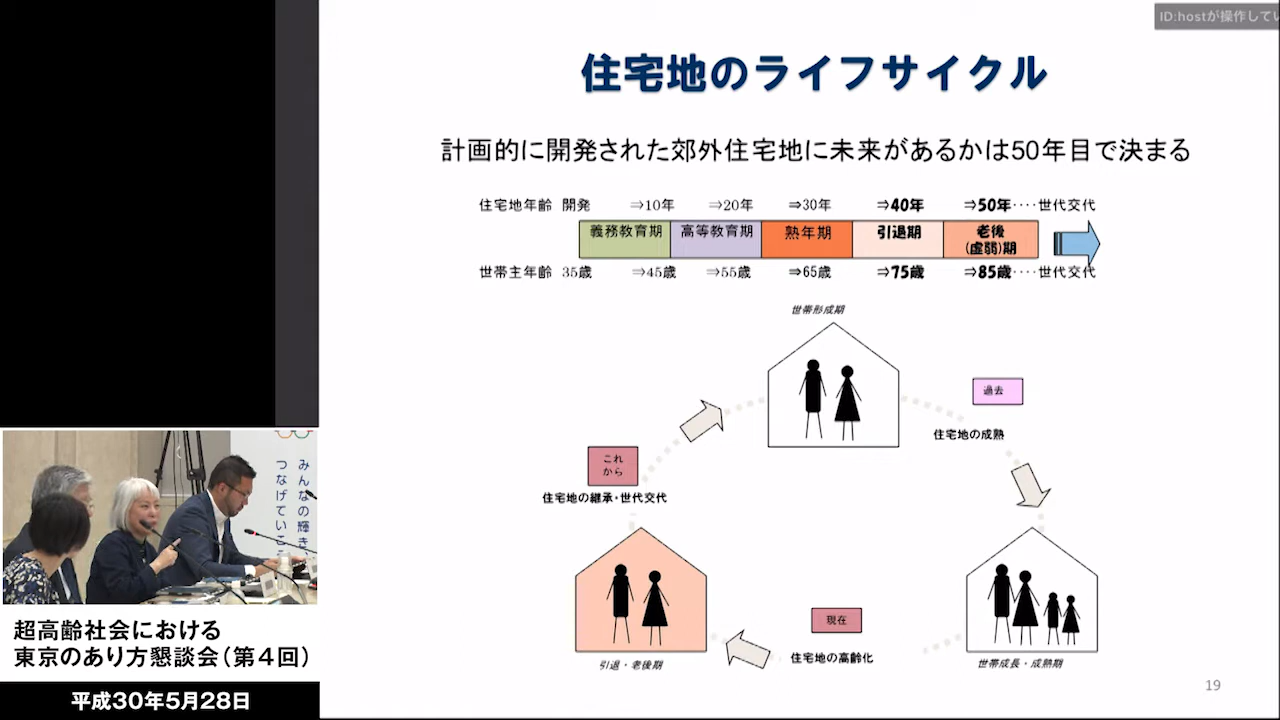 ID:hostが操作してい
住宅地のライフサイクル
計画的に開発された郊外住宅地に未来があるかは50年目で決まる
住宅地年齢 開発 ⇒10年 ⇒20年 ⇒30年 ⇒40年 ⇒50年‥‥世代交代
義務教育期 高等教育期 熟年期 引退期 老後
(虚弱)期
世帯主年齢 35歳 ⇒45歳 ⇒55歳 ⇒65歳 ⇒75歳 ⇒85歳‥‥世代交代
世帯形成期
過去
住宅地の成熟
これ
から
住宅地の継承・世代交代
現在
住宅地の高齢化
引退・老後期
世帯成長・成熟期
19
みんなの輝き、
つなげていこう
超高齢社会における
東京のあり方懇談会(第4回)
平成30年5月28日